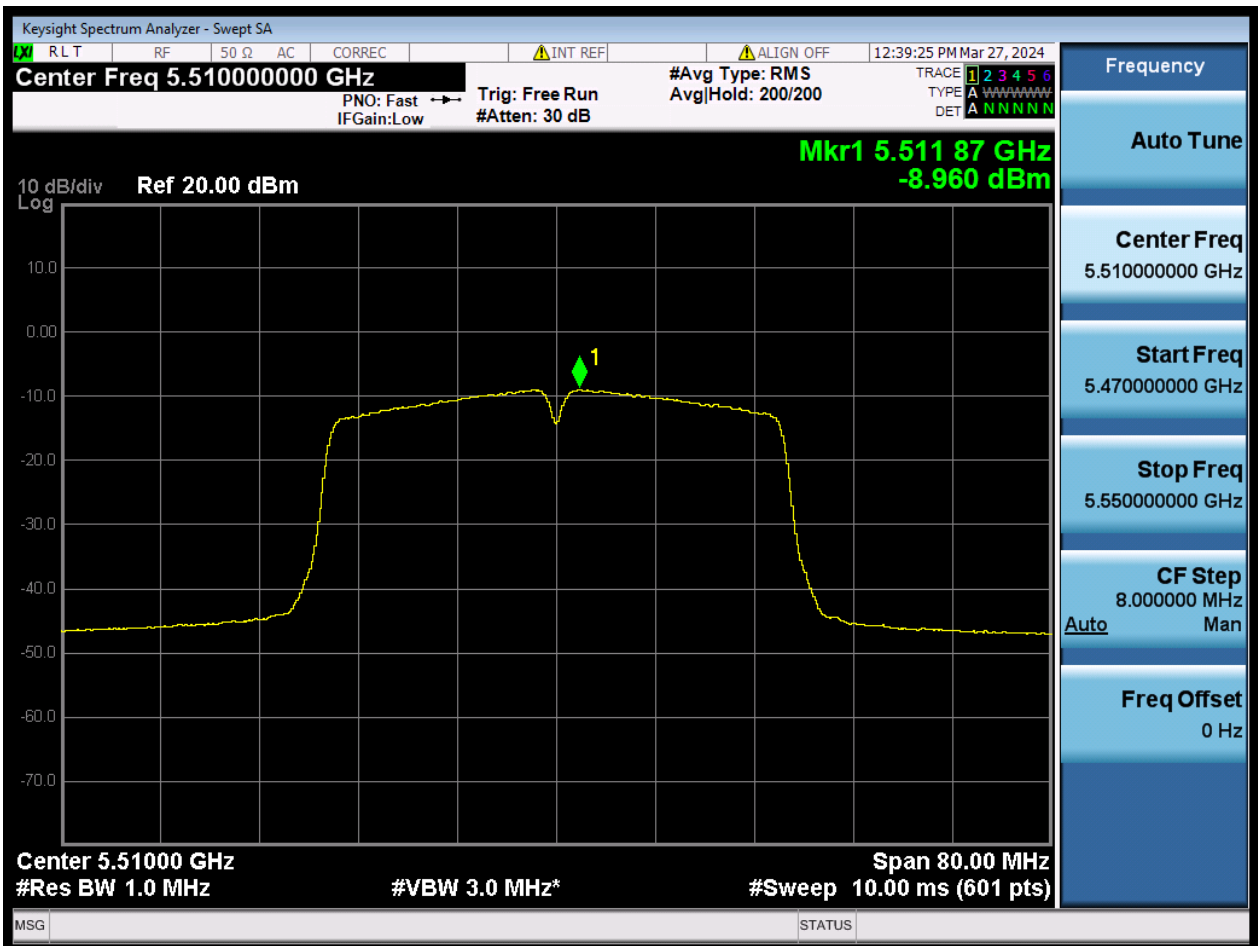 Keysight Spectrum Analyzer - Swept SA
LXI RLT RF 50 Ω AC CORREC INT REF ALIGN OFF 12:39:25 PM Mar 27, 2024
Center Freq 5.510000000 GHz
PNO: Fast
IFGain:Low
Trig: Free Run
#Atten: 30 dB
#Avg Type: RMS
Avg|Hold: 200/200
TRACE 1 2 3 4 5 6
TYPE A WWWWW
DET A N N N N N
Mkr1 5.511 87 GHz
-8.960 dBm
10 dB/div Ref 20.00 dBm
Log
10.0
0.00
1
-10.0
-20.0
-30.0
-40.0
-50.0
-60.0
-70.0
Center 5.51000 GHz Span 80.00 MHz
#Res BW 1.0 MHz #VBW 3.0 MHz* #Sweep 10.00 ms (601 pts)
MSG STATUS
Frequency
Auto Tune
Center Freq
5.510000000 GHz
Start Freq
5.470000000 GHz
Stop Freq
5.550000000 GHz
CF Step
8.000000 MHz
Auto Man
Freq Offset
0 Hz